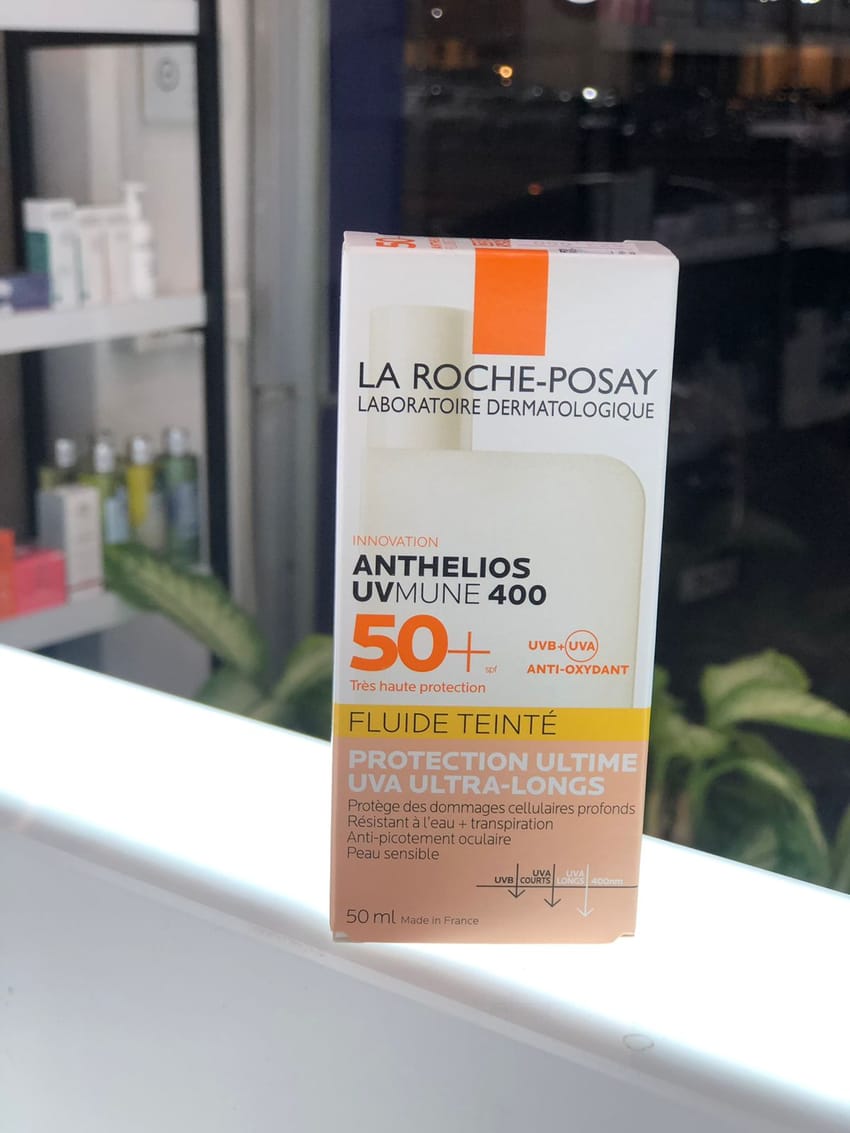 50+
LA ROCHE-POSAY
LABORATOIRE DERMATOLOGIQUE
INNOVATION
ANTHELIOS
UVMUNE 400
50+ spf
UVB+UVA
ANTI-OXYDANT
Très haute protection
FLUIDE TEINTÉ
PROTECTION ULTIME
UVA ULTRA-LONGS
Protège des dommages cellulaires profonds
Résistant à l'eau + transpiration
Anti-picotement oculaire
Peau sensible
UVB UVA COURTS UVA LONGS 400nm
50 ml Made in France